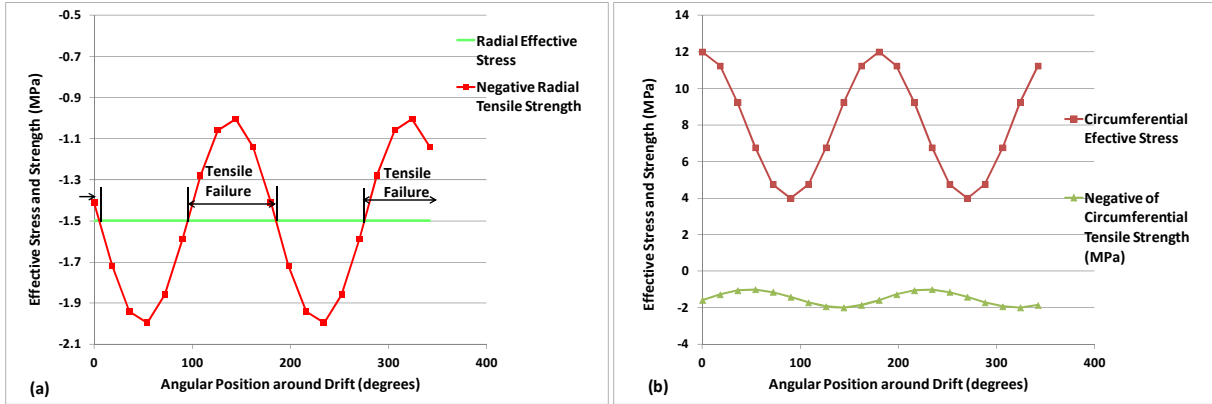 -0.5
-0.7
-0.9
-1.1
-1.3
-1.5
-1.7
-1.9
-2.1
Effective Stress and Strength (MPa)
Radial Effective
Stress
Negative Radial
Tensile Strength
Tensile
Failure
Tensile
Failure
0
100
200
300
400
(a)
Angular Position around Drift (degrees)
14
12
10
8
6
4
2
0
-2
-4
Effective Stress and Strength (MPa)
Circumferential
Efective Stress
Negative of
Circumferential
Tensile Strength
(MPa)
0
100
200
300
400
(b)
Angular Position around Drift (degrees)